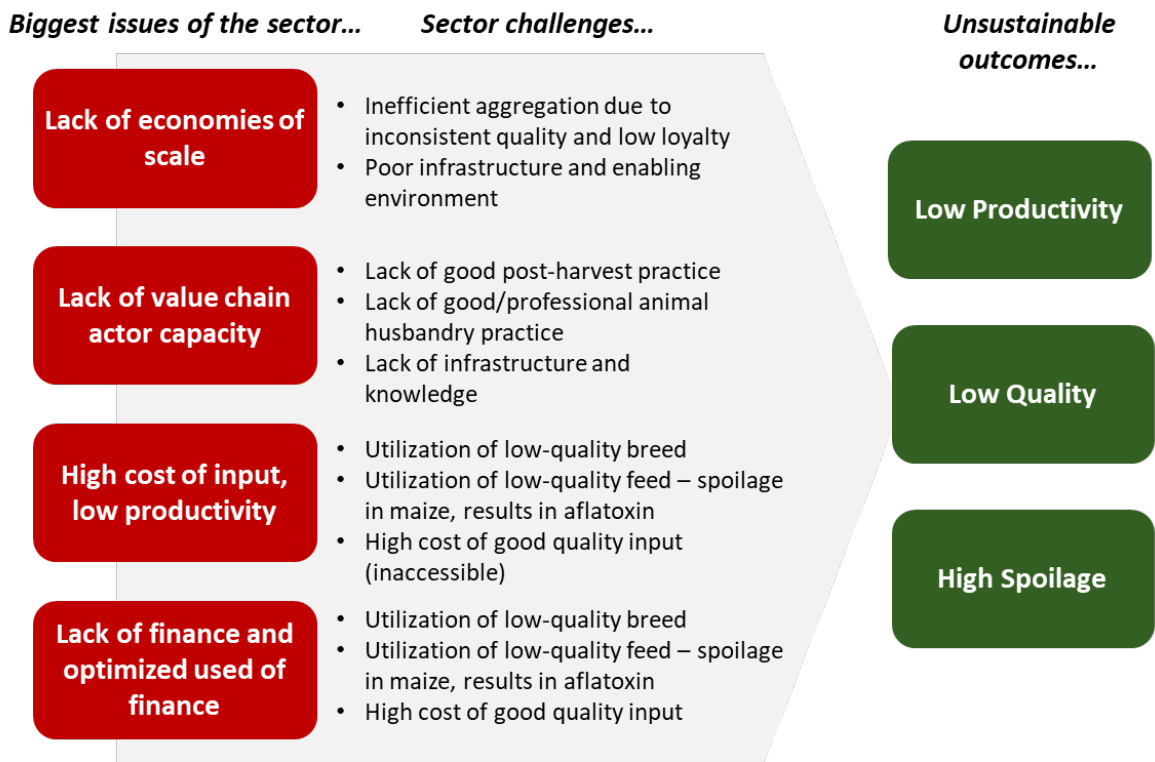 Biggest issues of the sector…
Sector challenges…
Unsustainable
outcomes…
Lack of economies of
scale
• Inefficient aggregation due to
inconsistent quality and low loyalty
• Poor infrastructure and enabling
environment
Lack of value chain
actor capacity
• Lack of good post-harvest practice
• Lack of good/professional animal
husbandry practice
• Lack of infrastructure and
knowledge
High cost of input,
low productivity
• Utilization of low-quality breed
• Utilization of low-quality feed – spoilage
in maize, results in aflatoxin
• High cost of good quality input
(inaccessible)
Lack of finance and
optimized used of
finance
• Utilization of low-quality breed
• Utilization of low-quality feed – spoilage
in maize, results in aflatoxin
• High cost of good quality input
Low Productivity
Low Quality
High Spoilage